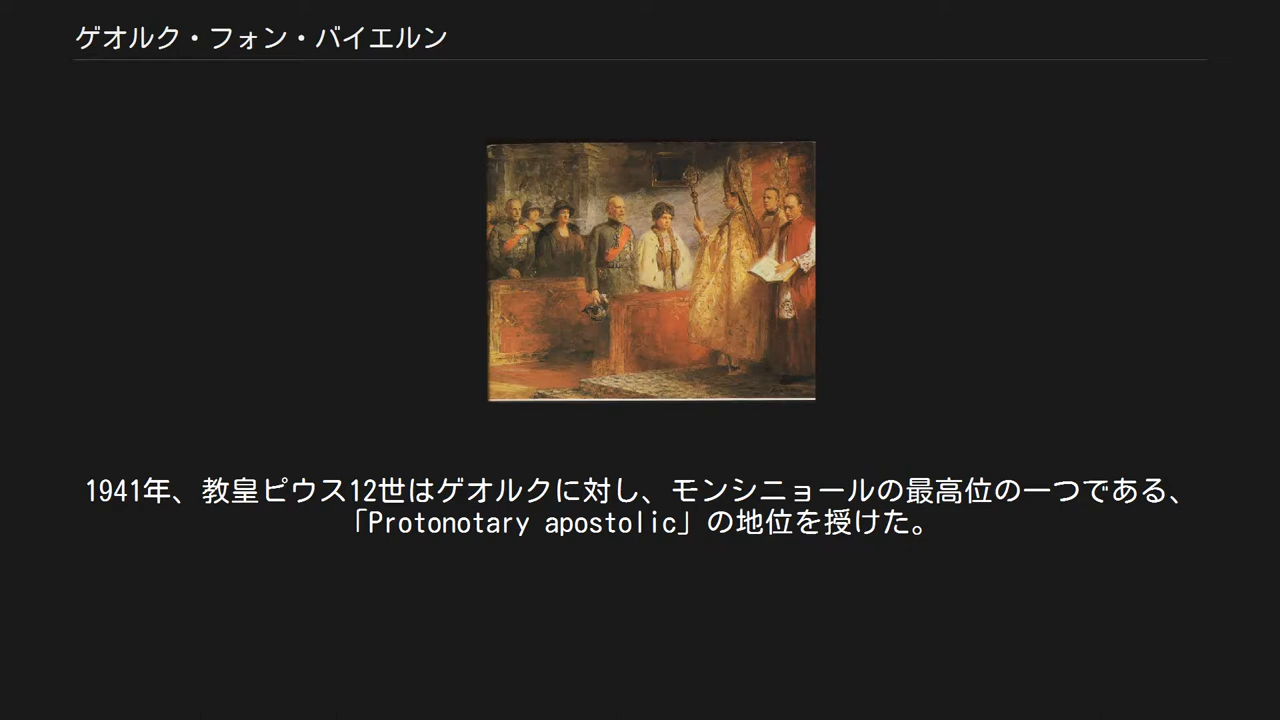 ゲオルク・フォン・バイエルン
1941年、教皇ピウス12世はゲオルクに対し、モンシニョールの最高位の一つである、
「Protonotary apostolic」の地位を授けた。